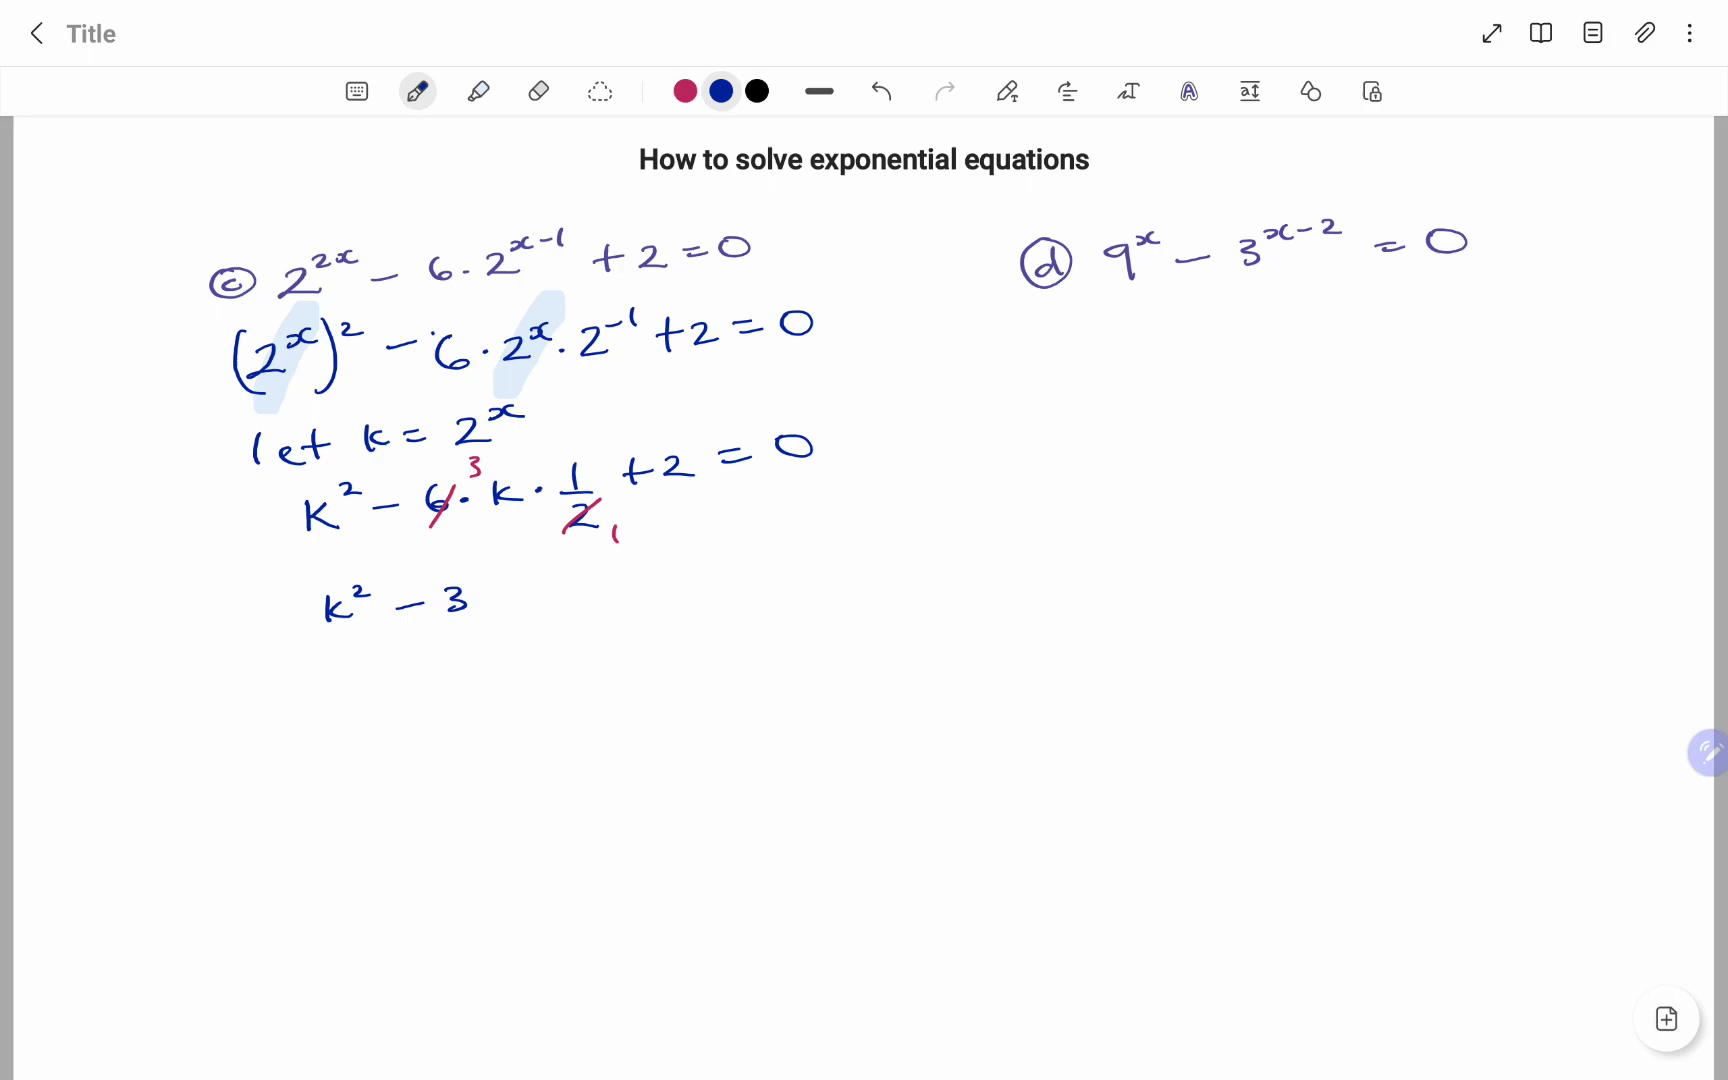 Title
How to solve exponential equations
ⓒ 2^{2x} - 6 · 2^{x-1} + 2 = 0
(2^x)^2 - 6 · 2^x · 2^{-1} + 2 = 0
let k = 2^x
3
k^2 - 6 · k · 1/2 + 2 = 0
1
k^2 - 3
ⓓ 9^x - 3^{x-2} = 0